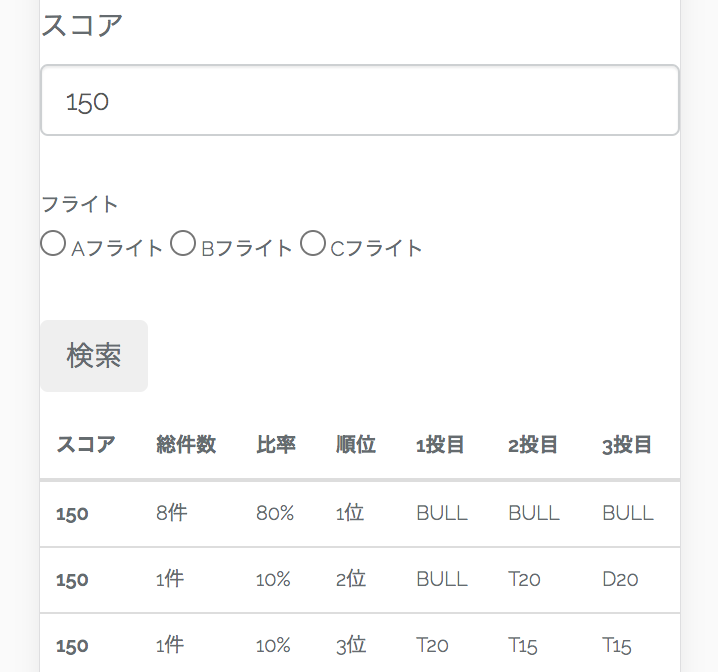 スコア
150
フライト
Aフライト Bフライト Cフライト
検索
スコア 総件数 比率 順位 1投目 2投目 3投目
150 8件 80% 1位 BULL BULL BULL
150 1件 10% 2位 BULL T20 D20
150 1件 10% 3位 T20 T15 T15